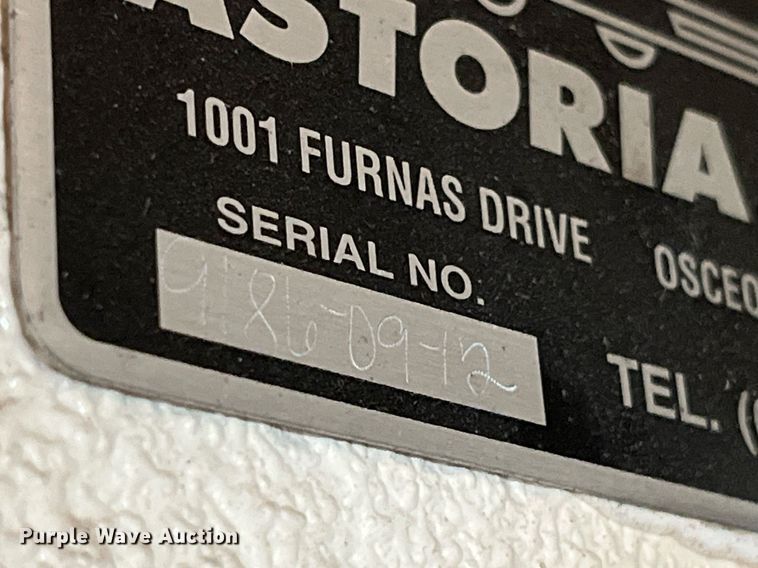 ASTORIA
1001 FURNAS DRIVE OSCEO
SERIAL NO.
9186-09-12
TEL. (
Purple Wave Auction